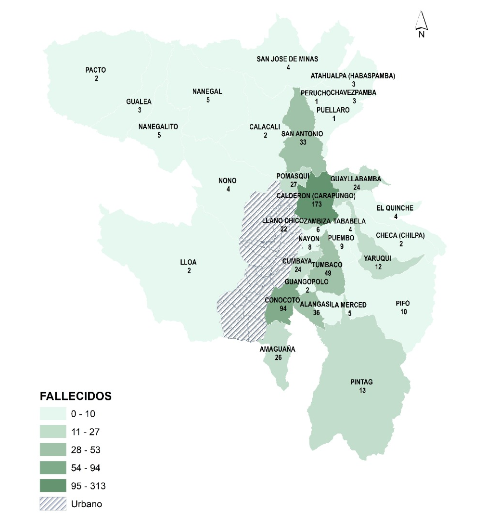 N
SAN JOSE DE MINAS
4
PACTO
2
ATAHUALPA (HABASPAMBA)
3
NANEGAL
5
PERUCHO
1
CHAVEZPAMBA
3
GUALEA
3
PUELLARO
1
NANEGALITO
5
CALACALI
2
SAN ANTONIO
33
POMASQUI
27
GUAYLLABAMBA
24
NONO
4
CALDERON (CARAPUNGO)
173
EL QUINCHE
4
LLANO CHICO
22
ZAMBIZA
6
TABABELA
4
CHECA (CHILPA)
2
NAYON
8
PUEMBO
9
LLOA
2
CUMBAYA
24
TUMBACO
49
YARUQUI
12
GUANGOPOLO
2
CONOCOTO
94
ALANGASI
36
LA MERCED
5
PIFO
10
AMAGUAÑA
26
PINTAG
13
FALLECIDOS
0 - 10
11 - 27
28 - 53
54 - 94
95 - 313
Urbano